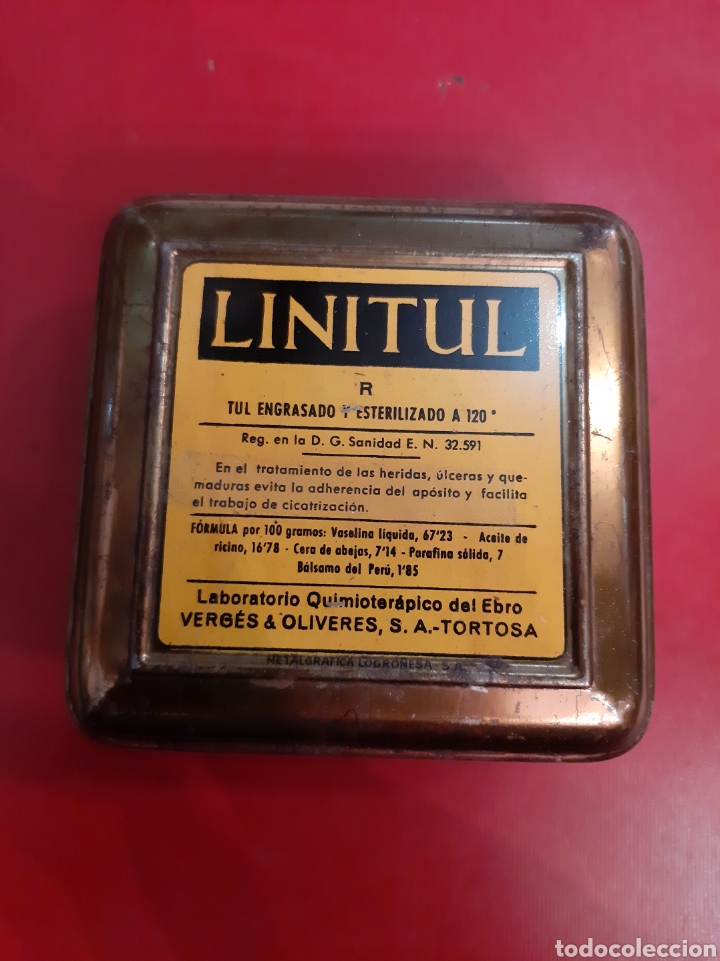 LINITUL
R
TUL ENGRASADO Y ESTERILIZADO A 120°
Reg. en la D. G. Sanidad E. N. 32.591
En el tratamiento de las heridas, úlceras y que-
maduras evita la adherencia del apósito y facilita
el trabajo de cicatrización.
FÓRMULA por 100 gramos: Vaselina líquida, 67'23 - Aceite de
ricino, 16'78 - Cera de abejas, 7'14 - Parafina sólida, 7
Bálsamo del Perú, 1'85
Laboratorio Quimioterápico del Ebro
VERGÉS & OLIVERES, S. A.-TORTOSA
METALGRAFICA LOGROÑESA - S. A.
todocoleccion